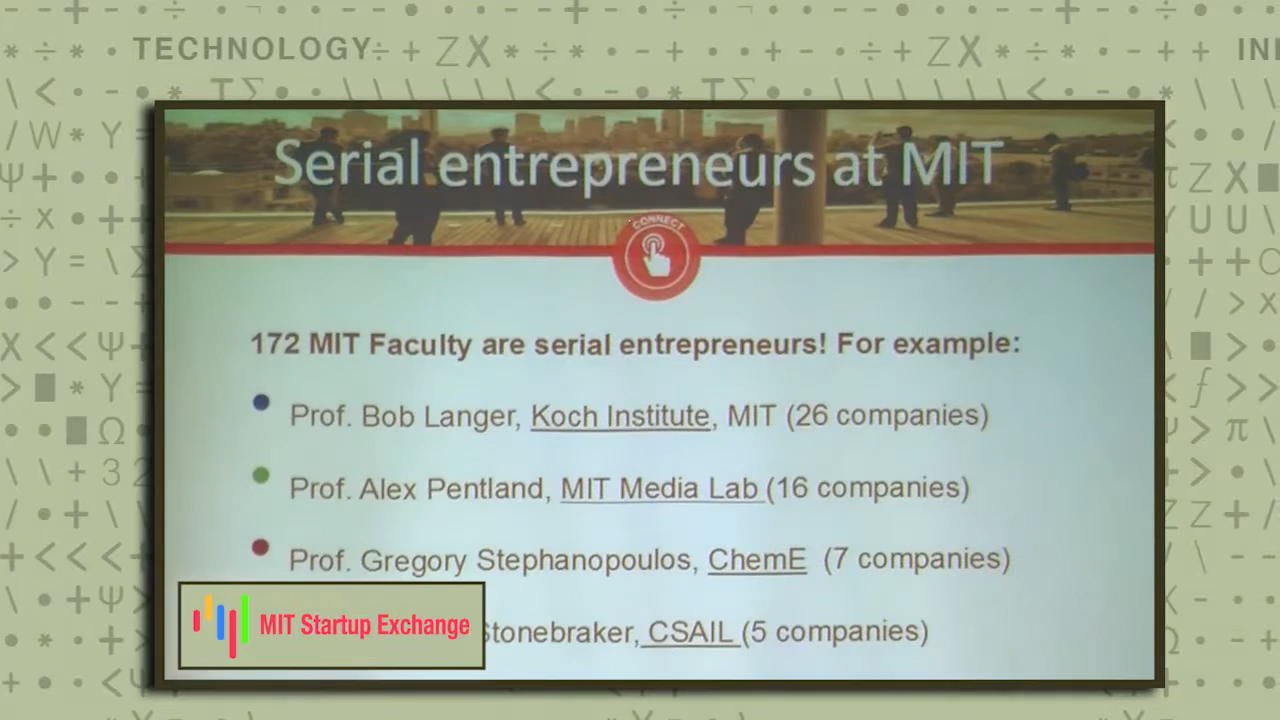 TECHNOLOGY
Serial entrepreneurs at MIT
CONNECT
172 MIT Faculty are serial entrepreneurs! For example:
Prof. Bob Langer, Koch Institute, MIT (26 companies)
Prof. Alex Pentland, MIT Media Lab (16 companies)
Prof. Gregory Stephanopoulos, ChemE (7 companies)
Stonebraker, CSAIL (5 companies)
MIT Startup Exchange